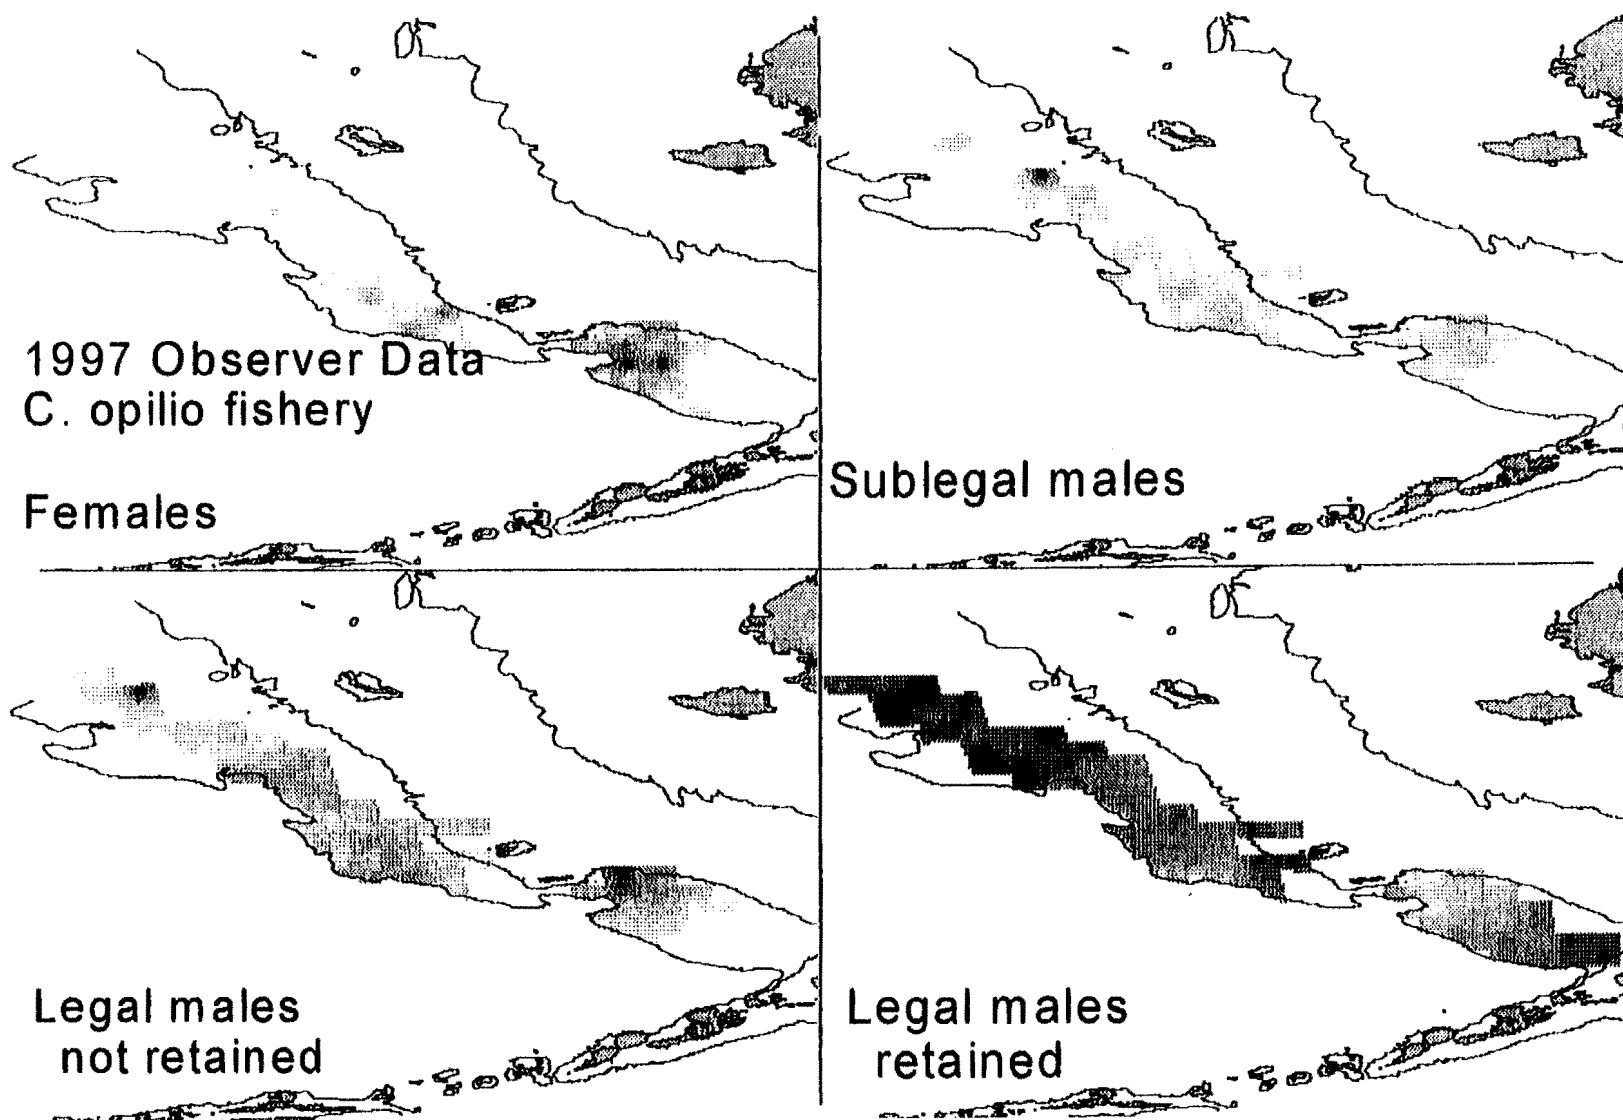 1997 Observer Data
C. opilio fishery
Females
Sublegal males
Legal males
not retained
Legal males
retained